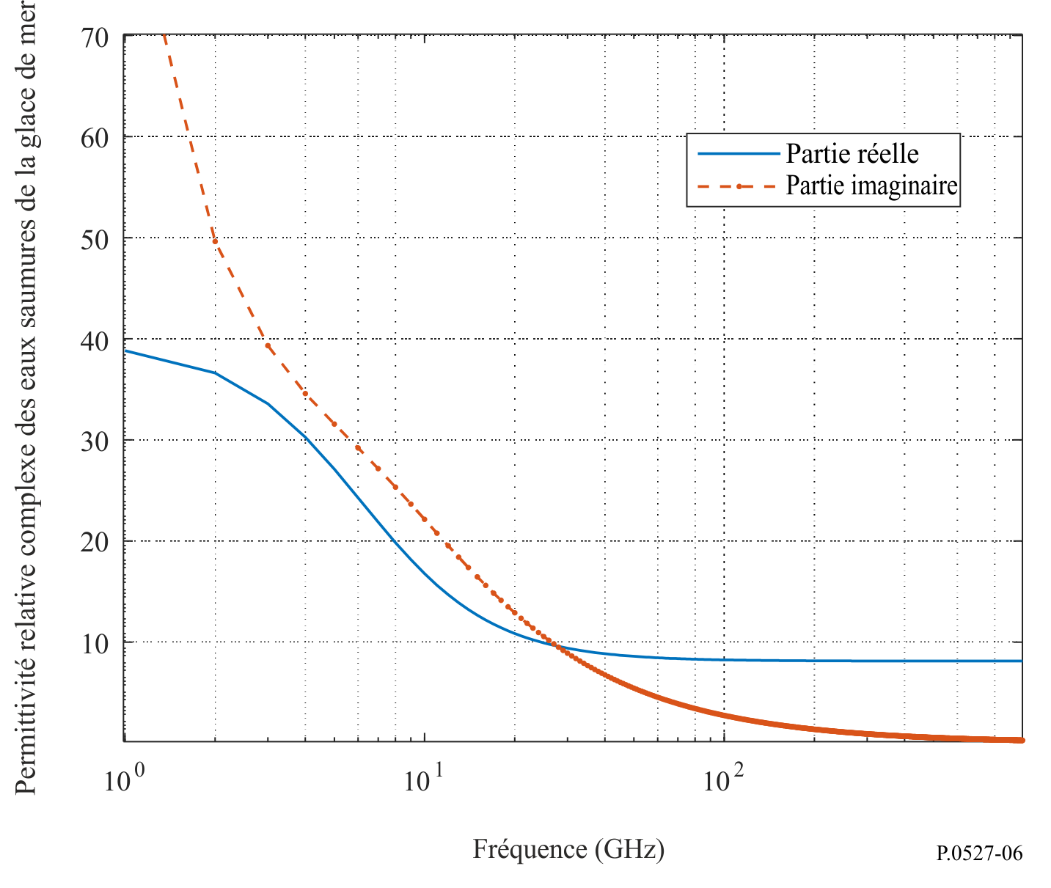 Permittivité relative complexe des eaux saumures de la glace de mer
70
60
50
40
30
20
10
Partie réelle
Partie imaginaire
10^0
10^1
10^2
Fréquence (GHz)
P.0527-06